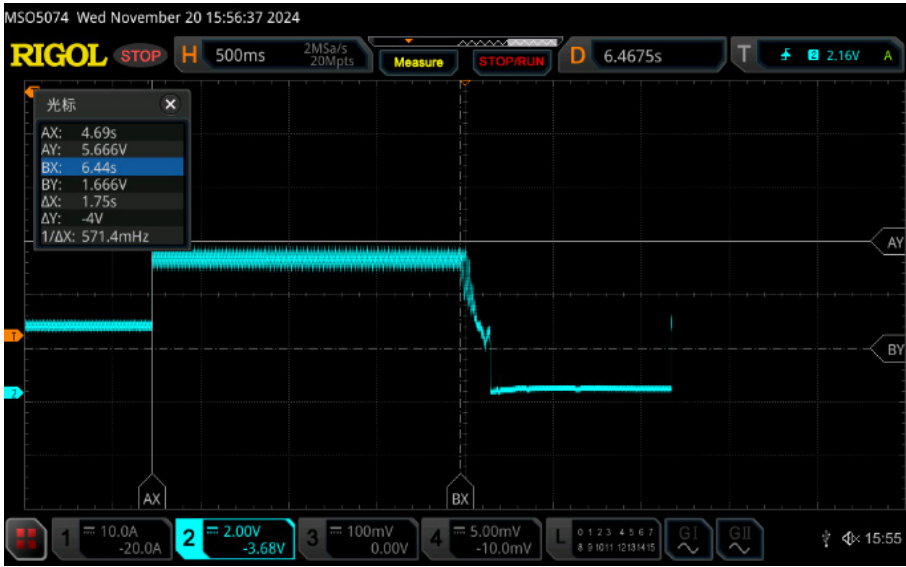 MSO5074 Wed November 20 15:56:37 2024
RIGOL STOP H 500ms 2MSa/s 20Mpts Measure STOP/RUN D 6.4675s T 2 2.16V A
光标
AX: 4.69s
AY: 5.666V
BX: 6.44s
BY: 1.666V
ΔX: 1.75s
ΔY: -4V
1/ΔX: 571.4mHz
AY
T
BY
2
AX BX
1 10.0A -20.0A 2 2.00V -3.68V 3 100mV 0.00V 4 5.00mV -10.0mV L 0 1 2 3 4 5 6 7 8 9 10 11 12 13 14 15 GI GII 15:55